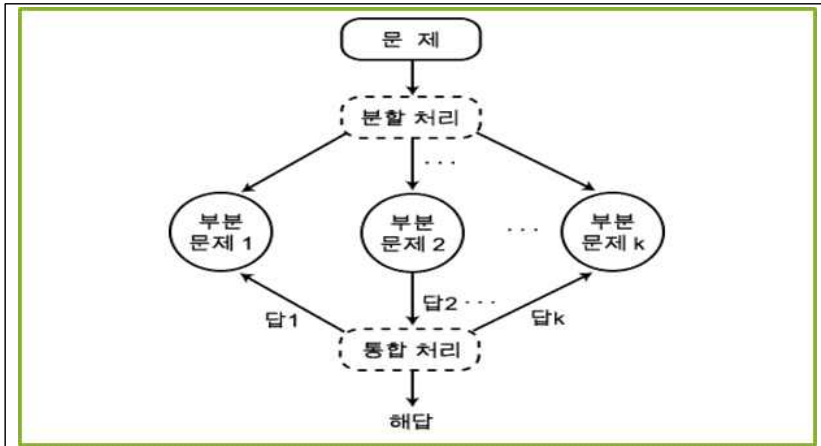 문 제
분할 처리
. . .
부분
문제 1
부분
문제 2
. . .
부분
문제 k
답1
답2 . . .
답k
통합 처리
해답